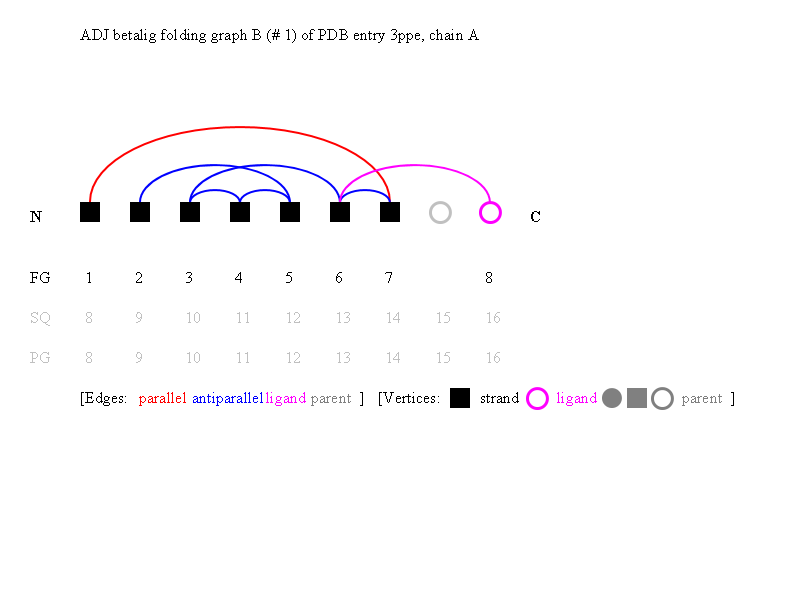 ADJ betalig folding graph B (# 1) of PDB entry 3ppe, chain A
N C
FG 1 2 3 4 5 6 7 8
SQ 8 9 10 11 12 13 14 15 16
PG 8 9 10 11 12 13 14 15 16
[Edges: parallel antiparallel ligand parent ] [Vertices: strand ligand parent ]